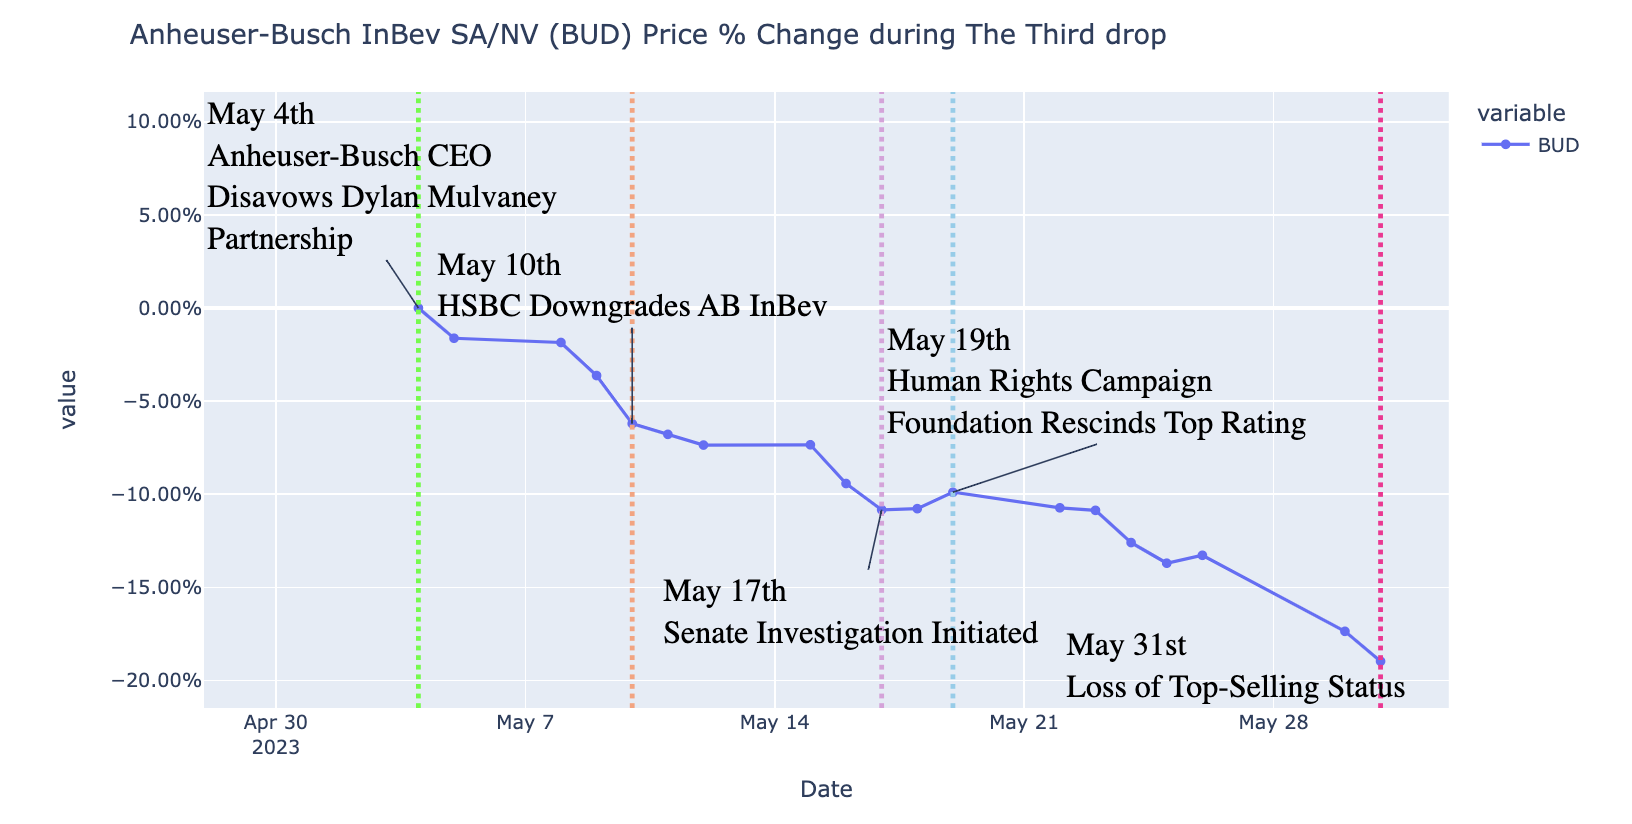 Anheuser-Busch InBev SA/NV (BUD) Price % Change during The Third drop
variable
BUD
value
10.00%
5.00%
0.00%
−5.00%
−10.00%
−15.00%
−20.00%
May 4th
Anheuser-Busch CEO
Disavows Dylan Mulvaney
Partnership
May 10th
HSBC Downgrades AB InBev
May 19th
Human Rights Campaign
Foundation Rescinds Top Rating
May 17th
Senate Investigation Initiated
May 31st
Loss of Top-Selling Status
Apr 30
2023
May 7
May 14
May 21
May 28
Date